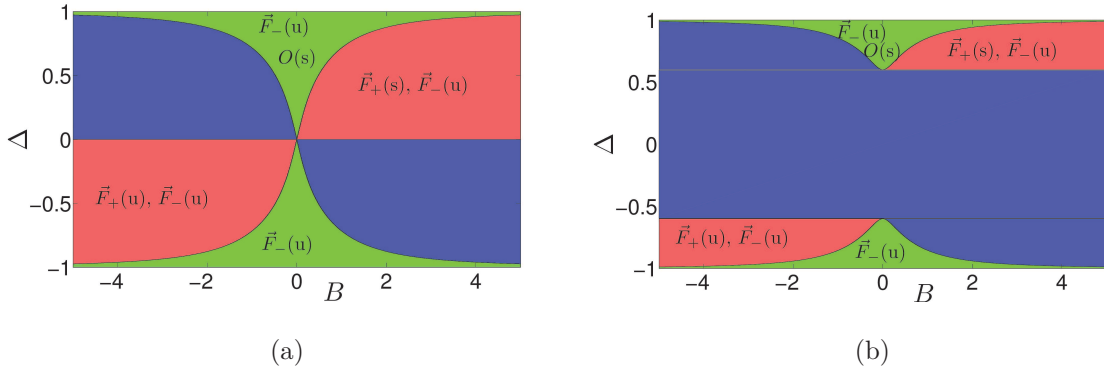 1
0.5
0
−0.5
−1
Δ
F⃗₋(u)
O(s)
F⃗₊(s), F⃗₋(u)
F⃗₊(u), F⃗₋(u)
F⃗₋(u)
−4 −2 0 2 4
B
(a)
1
0.5
0
−0.5
−1
Δ
F⃗₋(u)
O(s)
F⃗₊(s), F⃗₋(u)
F⃗₊(u), F⃗₋(u)
F⃗₋(u)
−4 −2 0 2 4
B
(b)